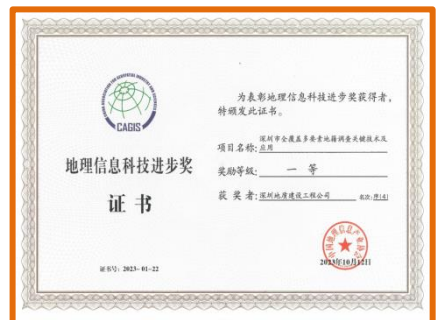 CAGIS
地理信息科技进步奖
证书
证书号: 2023-01-22
为表彰地理信息科技进步奖获得者,
特颁发此证书。
项目名称: 深圳市全覆盖多要素地籍调查关键技术及
应用
奖励等级: 一 等
获 奖 者: 深圳地质建设工程公司
2023年10月12日